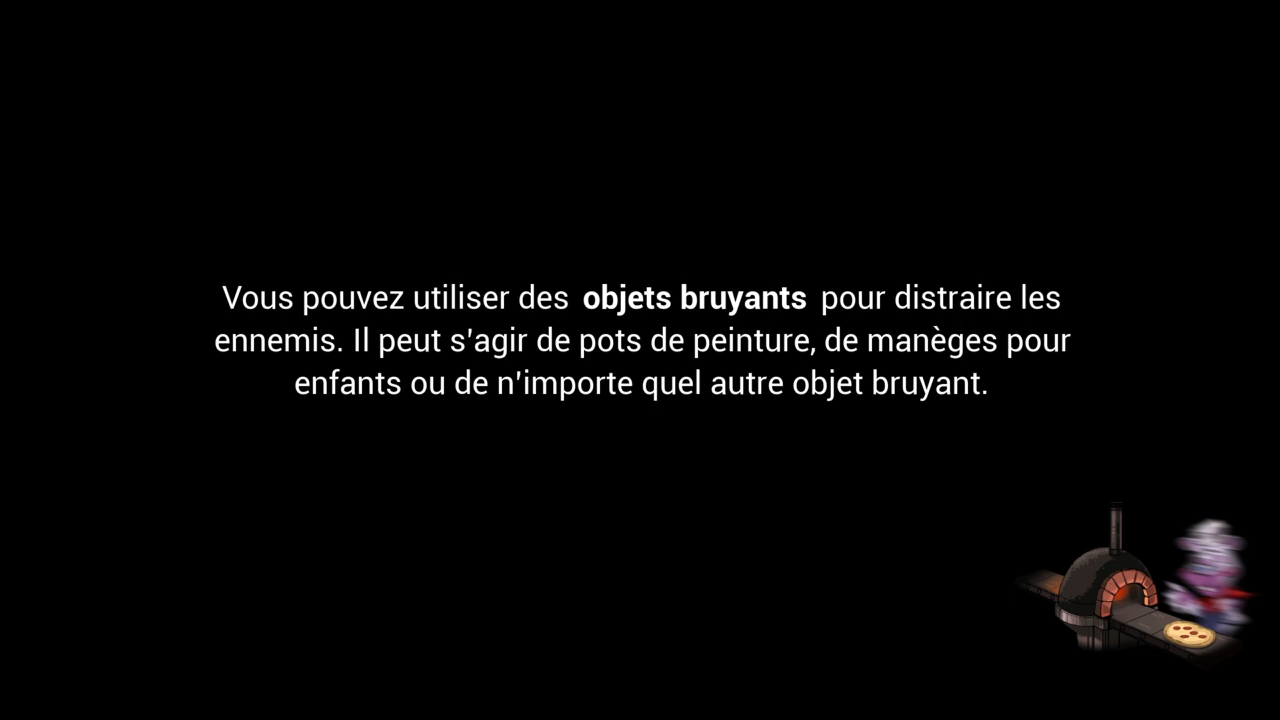 Vous pouvez utiliser des objets bruyants pour distraire les
ennemis. Il peut s'agir de pots de peinture, de manèges pour
enfants ou de n'importe quel autre objet bruyant.